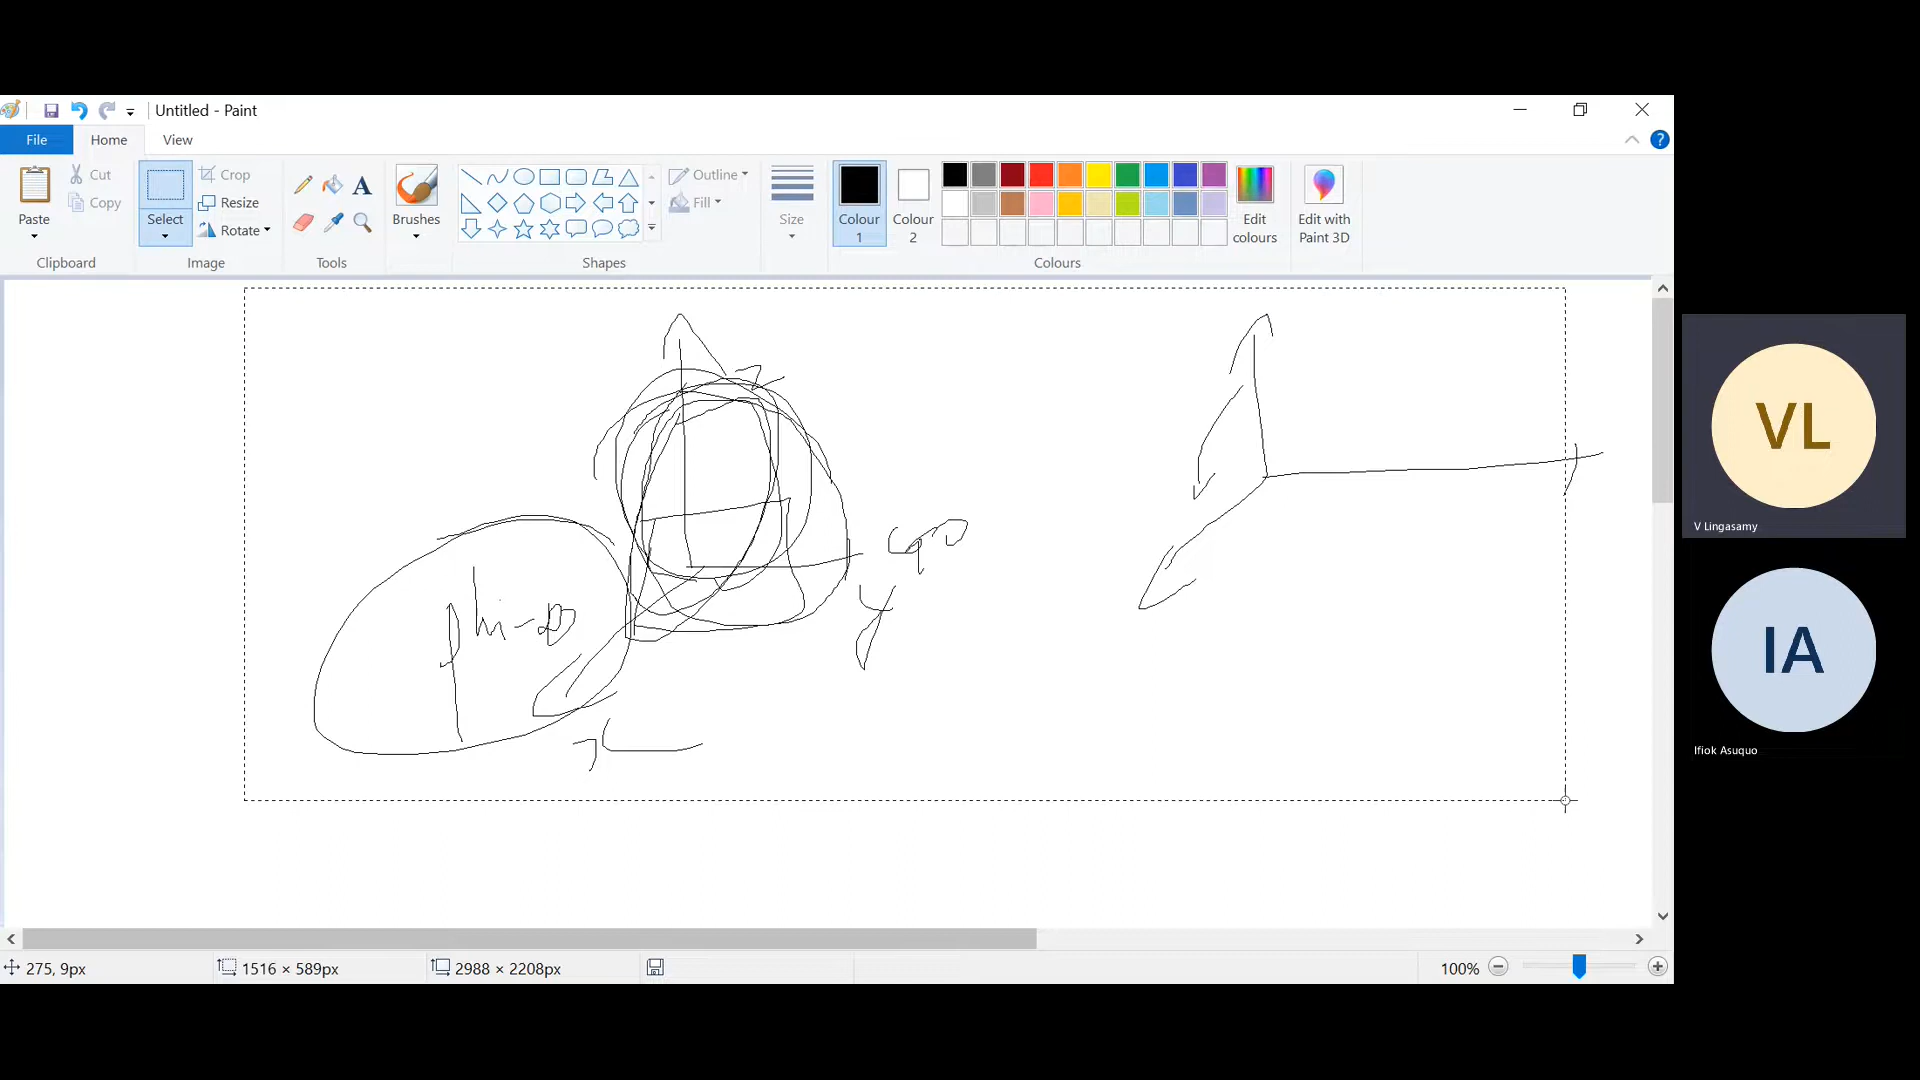 Untitled - Paint
File
Home
View
Paste
Cut
Copy
Clipboard
Select
Crop
Resize
Rotate
Image
A
Tools
Brushes
Shapes
Outline
Fill
Size
Colour
1
Colour
2
Edit
colours
Edit with
Paint 3D
Colours
z
y
x
VL
V Lingasamy
IA
Ifiok Asuquo
275, 9px
1516 × 589px
2988 × 2208px
100%